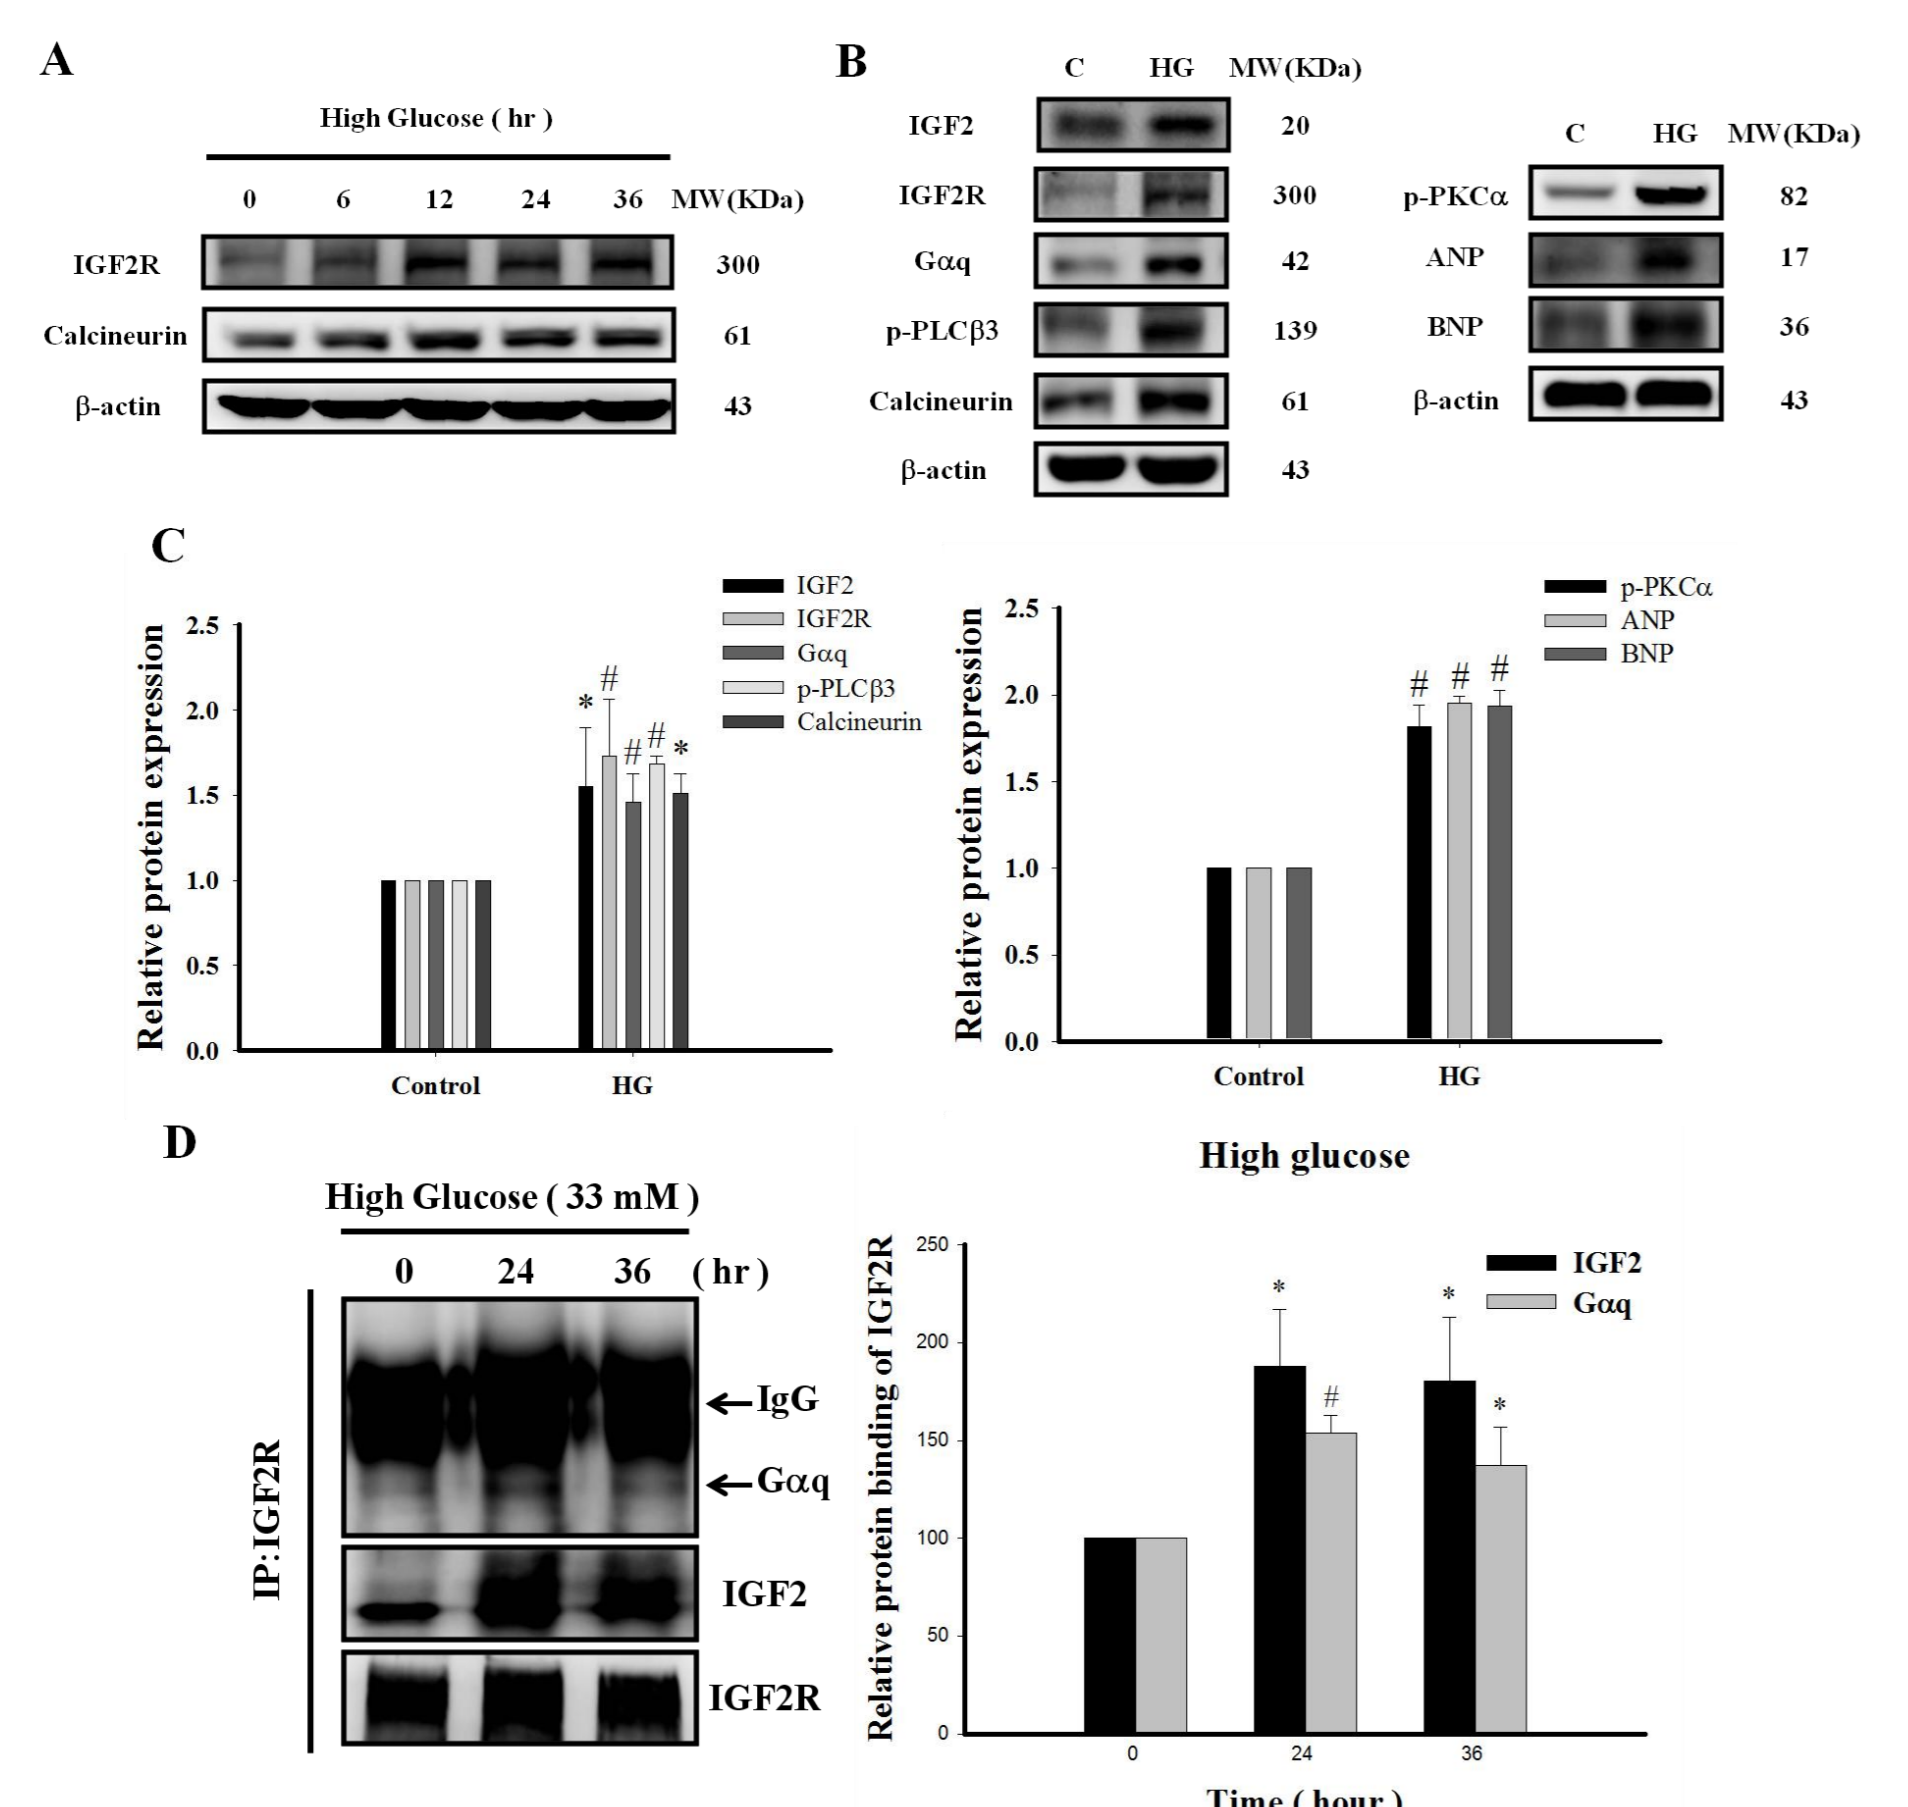 A
High Glucose ( hr )
0 6 12 24 36 MW(KDa)
IGF2R 300
Calcineurin 61
β-actin 43
B
C HG MW(KDa)
IGF2 20
IGF2R 300
Gαq 42
p-PLCβ3 139
Calcineurin 61
β-actin 43
C HG MW(KDa)
p-PKCα 82
ANP 17
BNP 36
β-actin 43
C
Relative protein expression
2.5
2.0
1.5
1.0
0.5
0.0
IGF2
IGF2R
Gαq
p-PLCβ3
Calcineurin
* # # # *
Control HG
Relative protein expression
2.5
2.0
1.5
1.0
0.5
0.0
p-PKCα
ANP
BNP
# # #
Control HG
D
High Glucose ( 33 mM )
0 24 36 ( hr )
IP:IGF2R
IgG
Gαq
IGF2
IGF2R
High glucose
Relative protein binding of IGF2R
250
200
150
100
50
0
IGF2
Gαq
* # * *
0 24 36
Time ( hour )